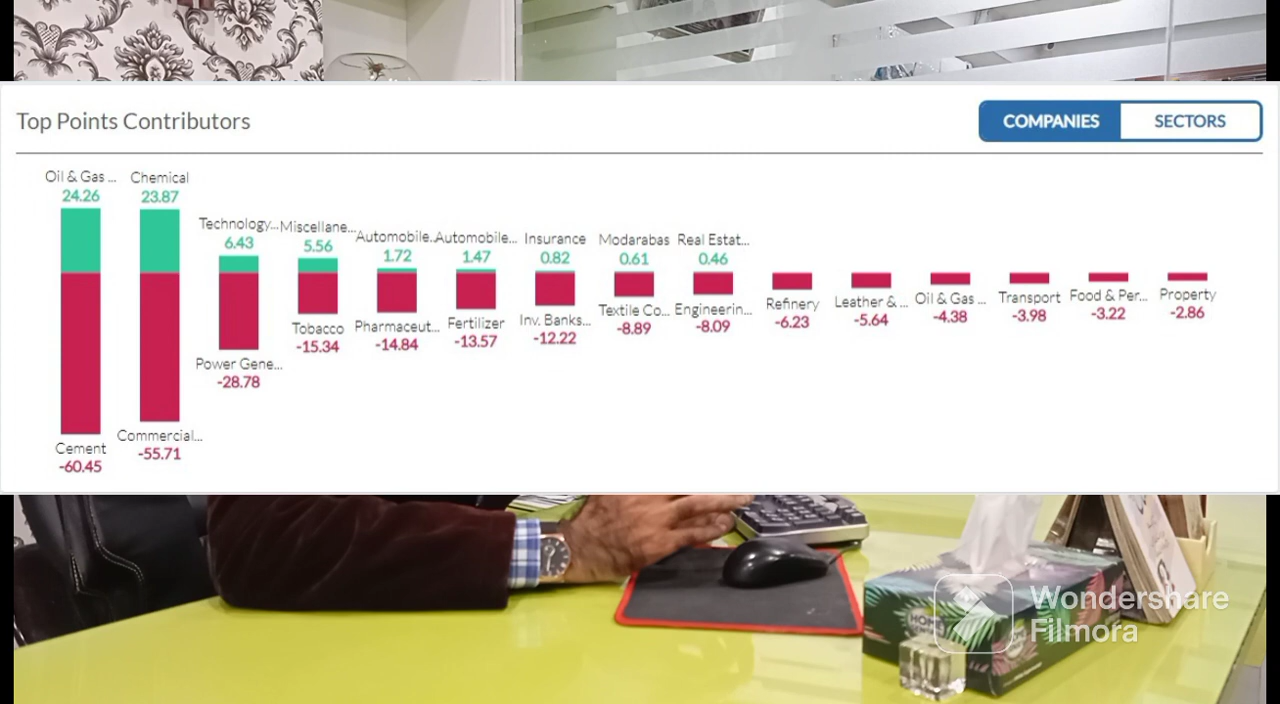 Top Points Contributors
COMPANIES
SECTORS
Oil & Gas ...
24.26
Chemical
23.87
Technology...
6.43
Miscellane...
5.56
Automobile...
1.72
Automobile...
1.47
Insurance
0.82
Modarabas
0.61
Real Estat...
0.46
Cement
-60.45
Commercial...
-55.71
Power Gene...
-28.78
Tobacco
-15.34
Pharmaceut...
-14.84
Fertilizer
-13.57
Inv. Banks...
-12.22
Textile Co...
-8.89
Engineerin...
-8.09
Refinery
-6.23
Leather & ...
-5.64
Oil & Gas ...
-4.38
Transport
-3.98
Food & Per...
-3.22
Property
-2.86
HOME
Wondershare
Filmora